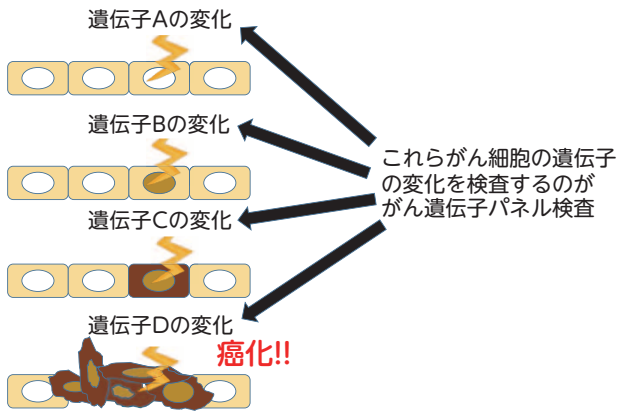 遺伝子Aの変化
遺伝子Bの変化
これらがん細胞の遺伝子
の変化を検査するのが
がん遺伝子パネル検査
遺伝子Cの変化
遺伝子Dの変化
癌化!!